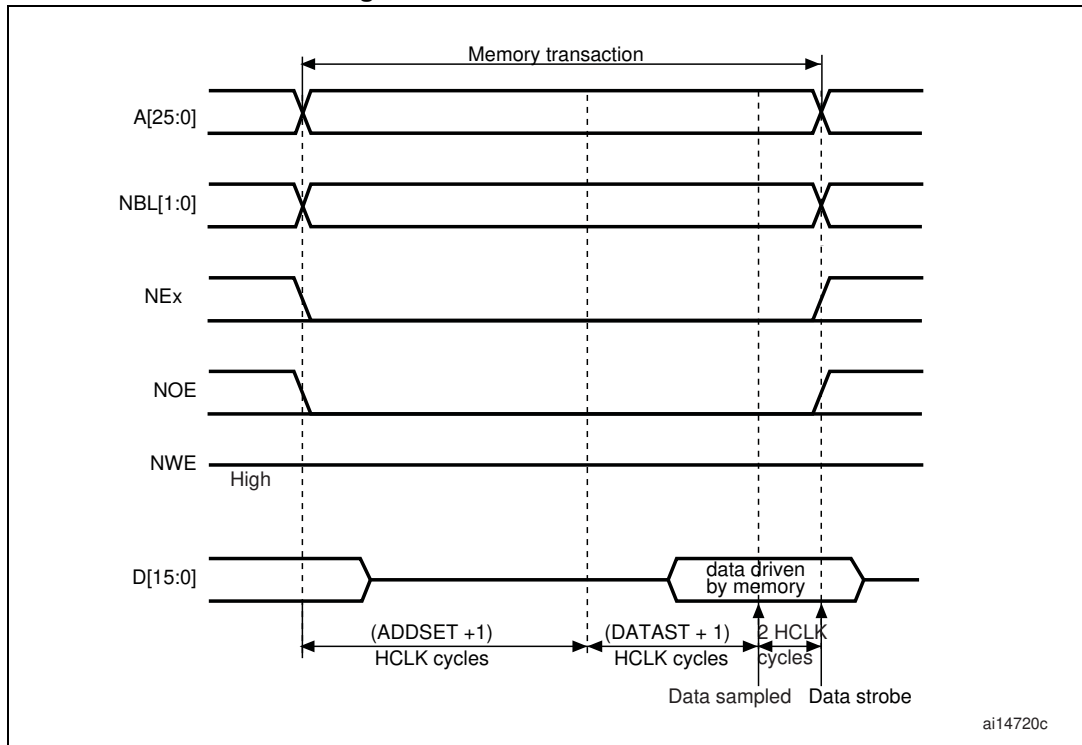 Memory transaction
A[25:0]
NBL[1:0]
NEx
NOE
NWE
High
D[15:0]
data driven
by memory
(ADDSET +1)
HCLK cycles
(DATAST + 1)
HCLK cycles
2 HCLK
cycles
Data sampled
Data strobe
ai14720c